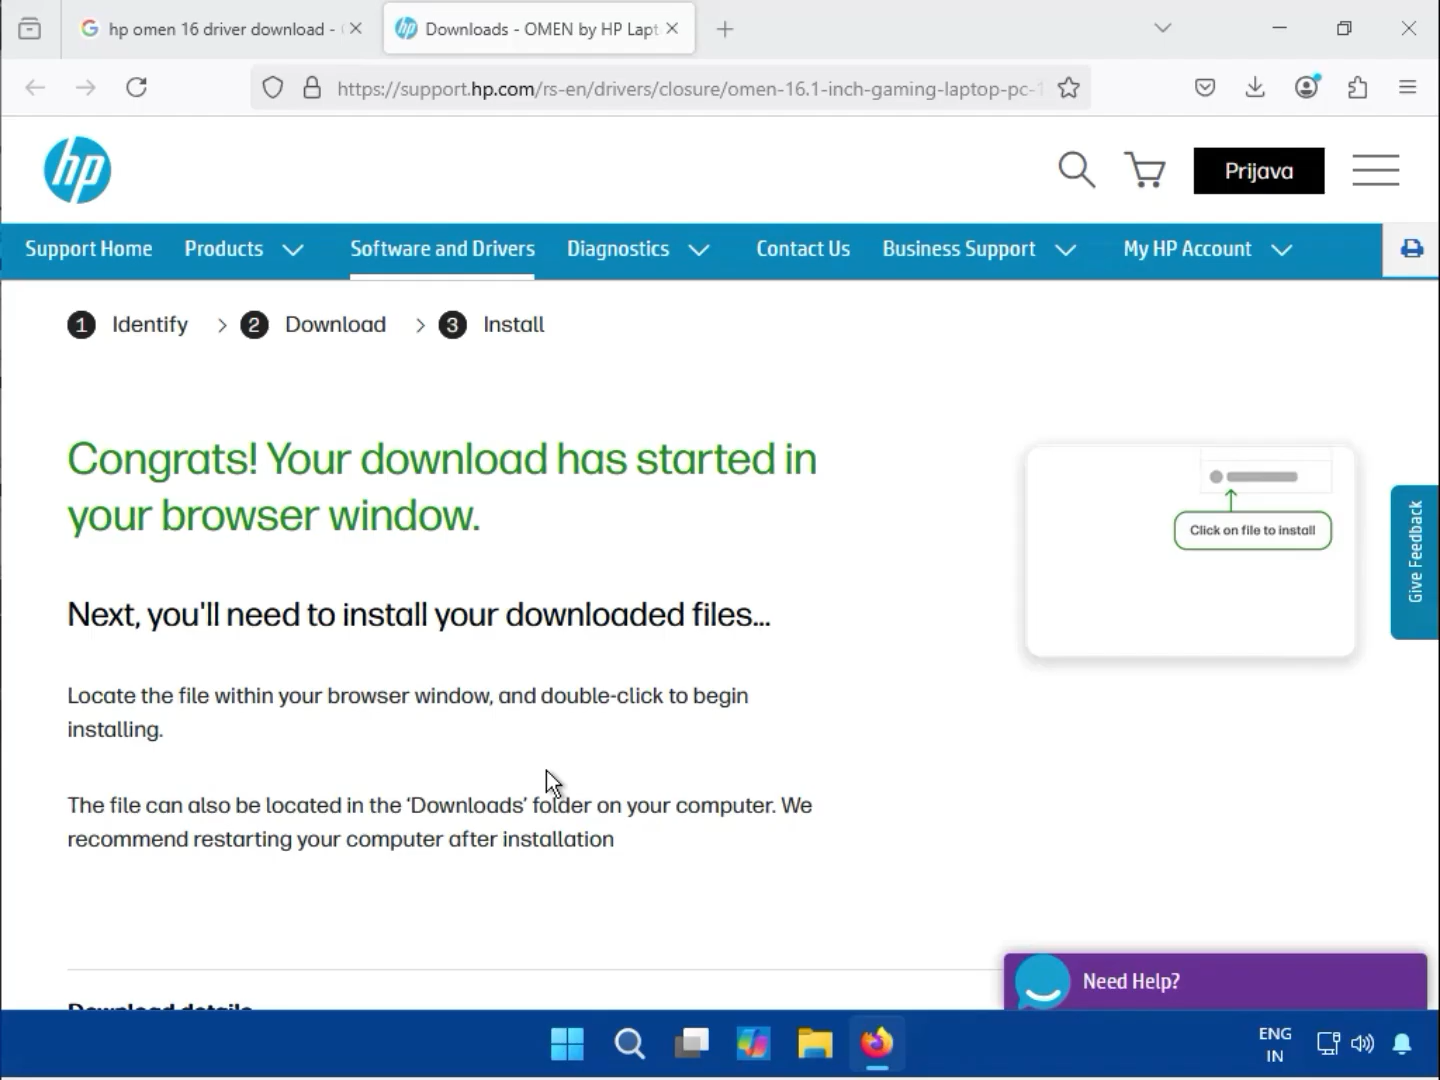 hp omen 16 driver download -
Downloads - OMEN by HP Lapt
https://support.hp.com/rs-en/drivers/closure/omen-16.1-inch-gaming-laptop-pc-1
hp
Prijava
Support Home Products Software and Drivers Diagnostics Contact Us Business Support My HP Account
1 Identify > 2 Download > 3 Install
Congrats! Your download has started in
your browser window.
Click on file to install
Give Feedback
Next, you'll need to install your downloaded files...
Locate the file within your browser window, and double-click to begin
installing.
The file can also be located in the ‘Downloads’ folder on your computer. We
recommend restarting your computer after installation
Need Help?
Download details
ENG
IN